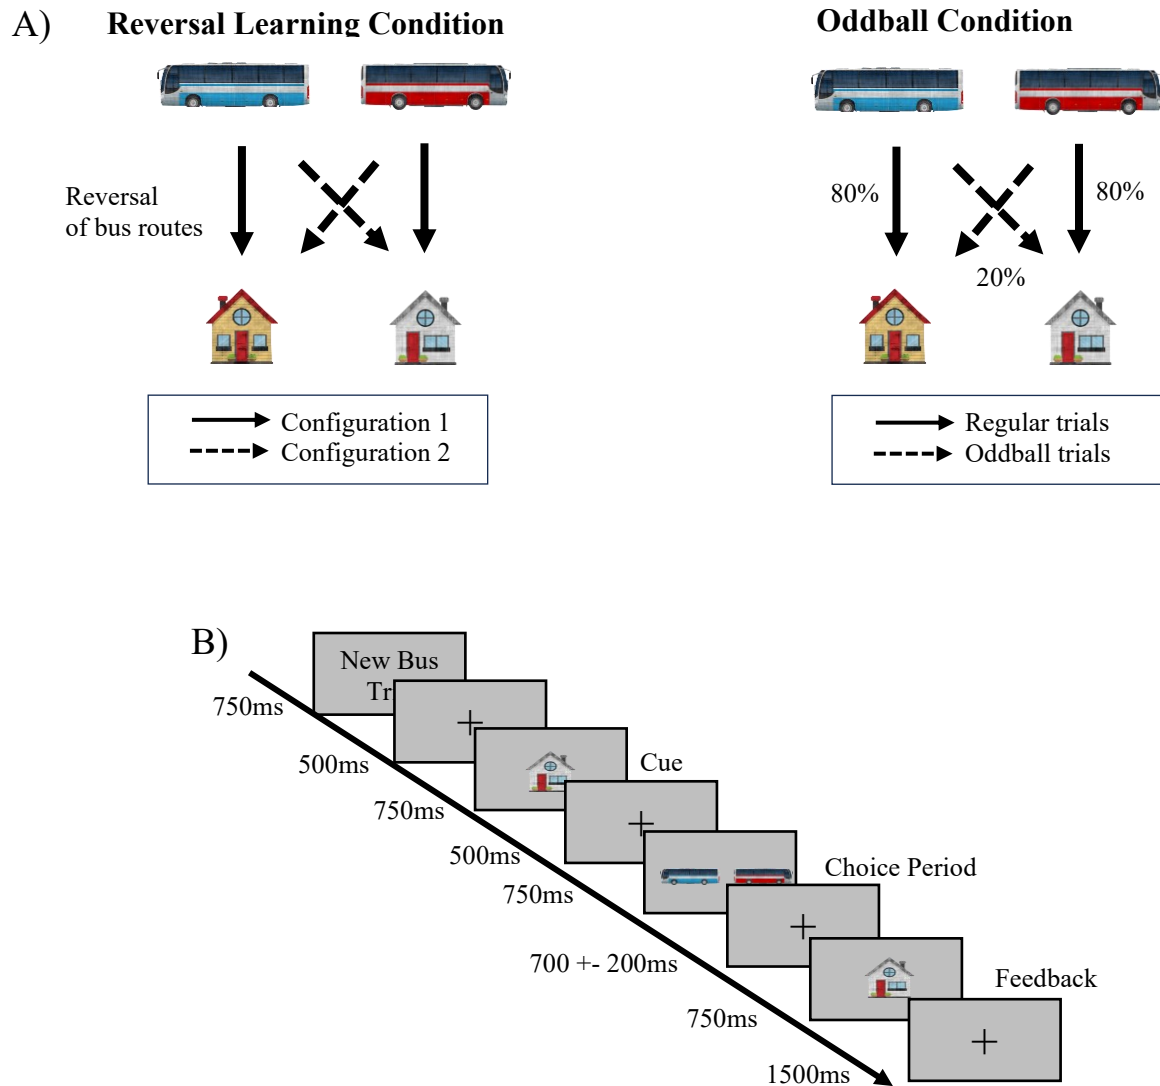 A)
Reversal Learning Condition
Oddball Condition
Reversal
of bus routes
80%
80%
20%
Configuration 1
Configuration 2
Regular trials
Oddball trials
B)
New Bus
Tr
750ms
500ms
Cue
750ms
500ms
Choice Period
750ms
700 +- 200ms
Feedback
750ms
1500ms